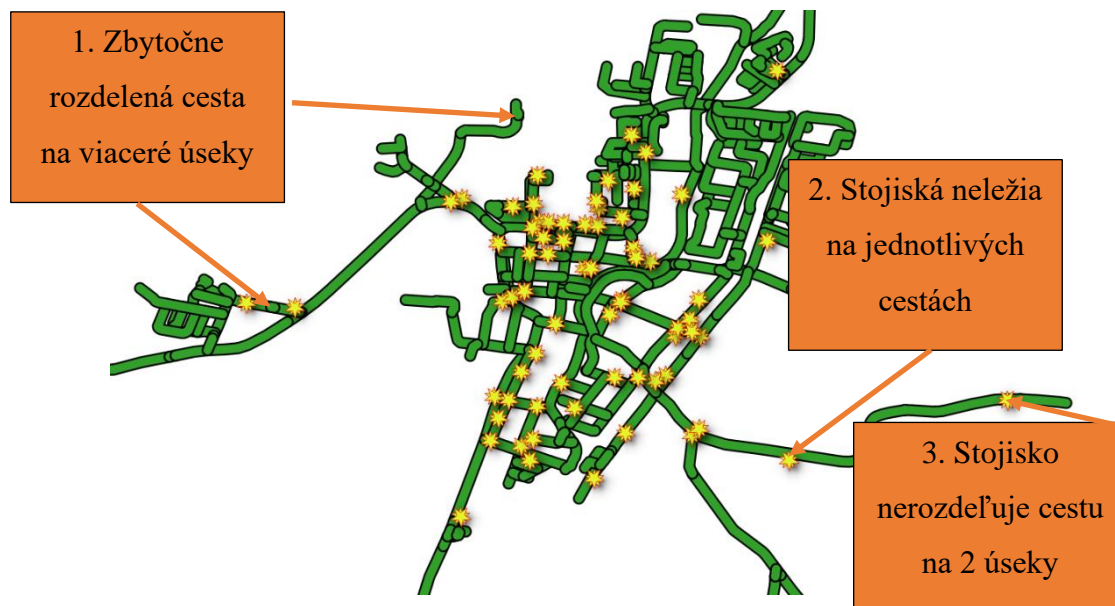 1. Zbytočne
rozdelená cesta
na viaceré úseky
2. Stojiská neležia
na jednotlivých
cestách
3. Stojisko
nerozdeľuje cestu
na 2 úseky